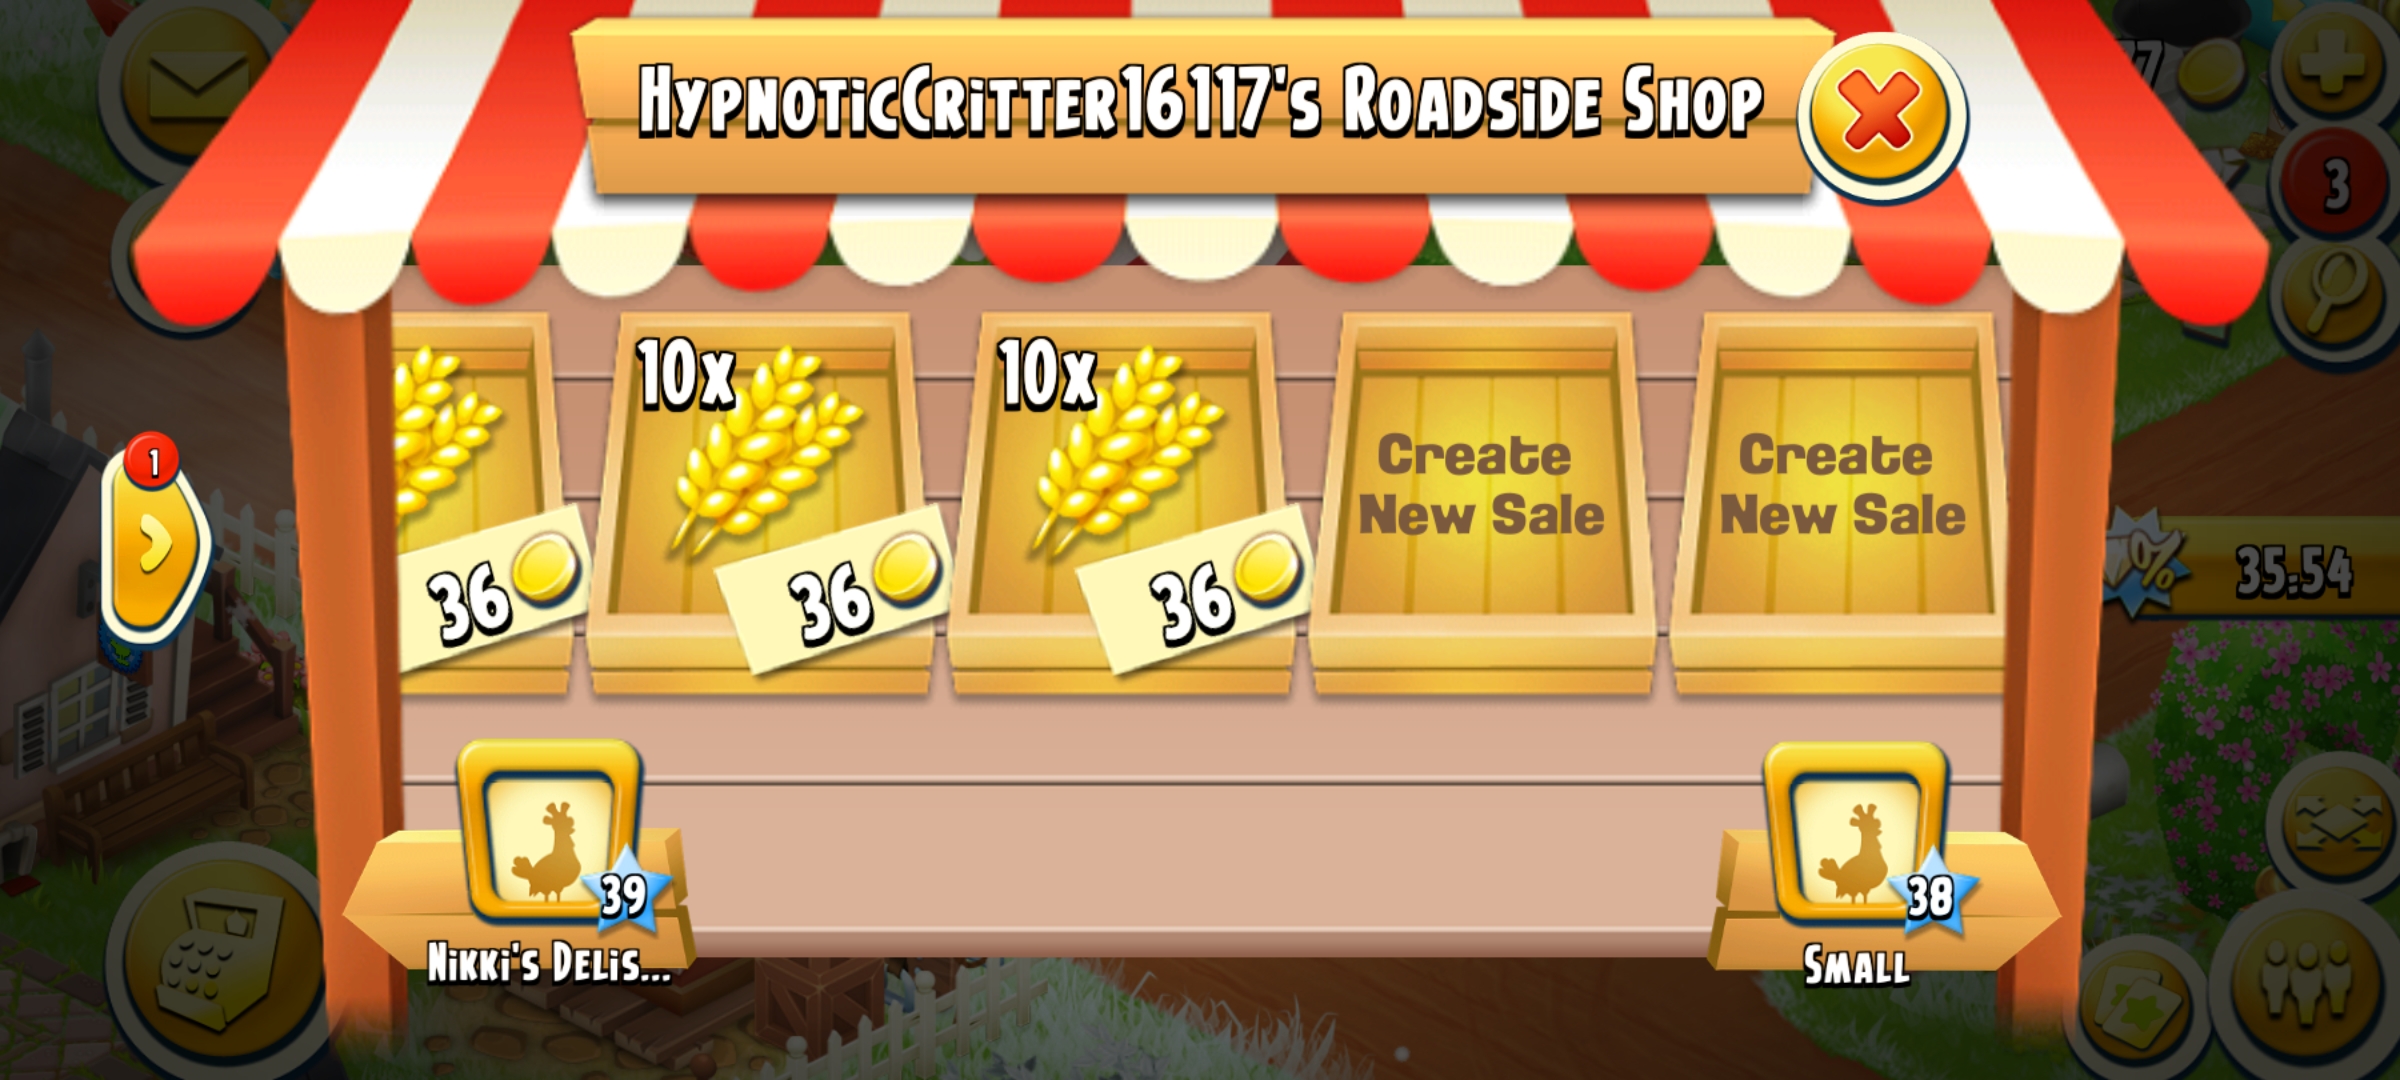 HypnoticCritter16117's Roadside Shop
3
1
10x
10x
Create
New Sale
Create
New Sale
36
36
36
35:54
39
Nikki's Delis...
38
Small